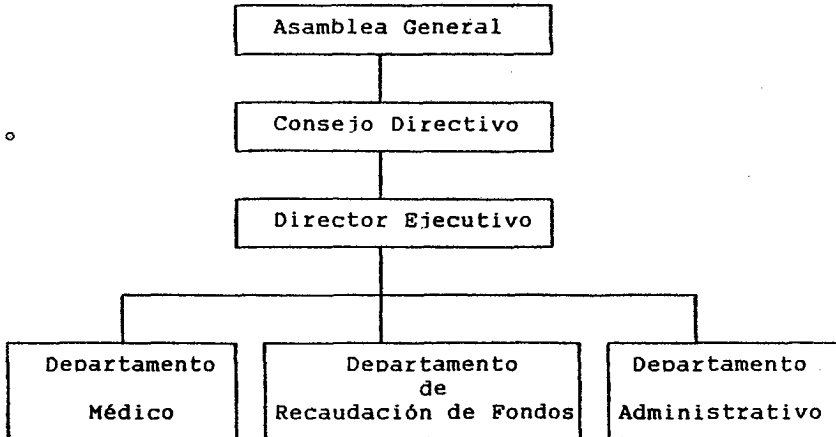 Asamblea General
Consejo Directivo
Director Ejecutivo
Departamento
Médico
Departamento
de
Recaudación de Fondos
Departamento
Administrativo